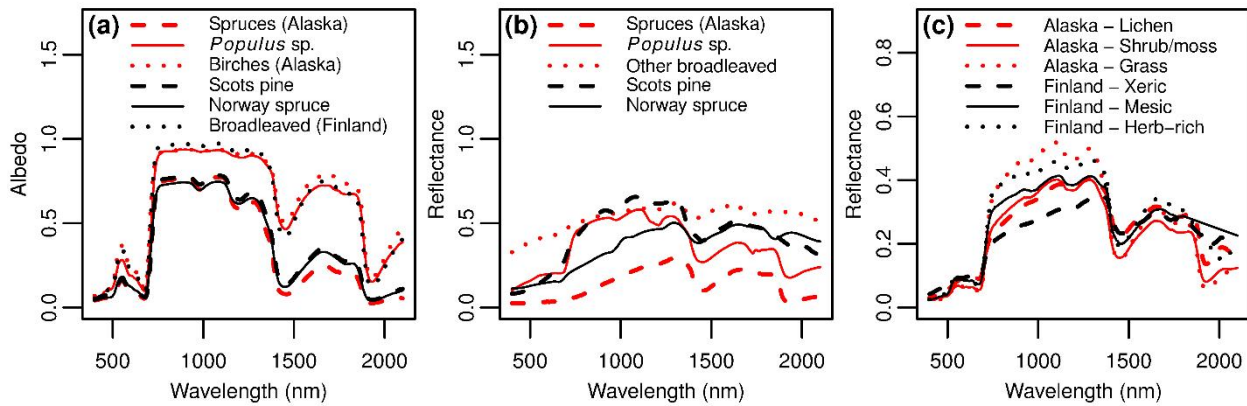 (a)
Spruces (Alaska)
Populus sp.
Birches (Alaska)
Scots pine
Norway spruce
Broadleaved (Finland)
Albedo
0.0 0.5 1.0 1.5
500 1000 1500 2000
Wavelength (nm)
(b)
Spruces (Alaska)
Populus sp.
Other broadleaved
Scots pine
Norway spruce
Reflectance
0.0 0.5 1.0 1.5
500 1000 1500 2000
Wavelength (nm)
(c)
Alaska – Lichen
Alaska – Shrub/moss
Alaska – Grass
Finland – Xeric
Finland – Mesic
Finland – Herb–rich
Reflectance
0.0 0.2 0.4 0.6 0.8
500 1000 1500 2000
Wavelength (nm)